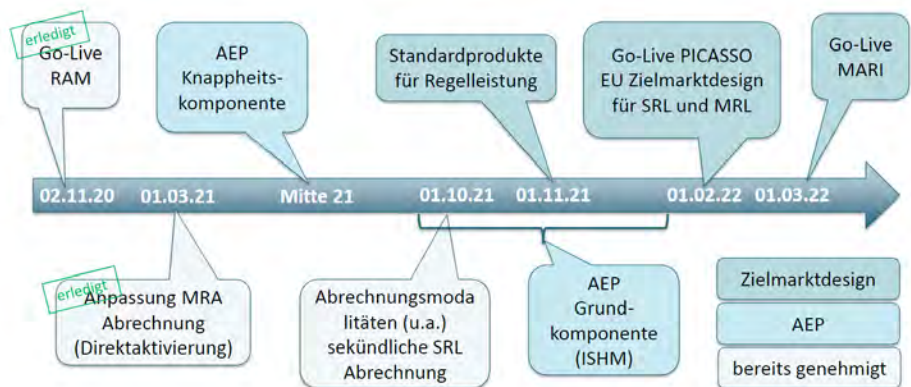 erledigt
Go-Live
RAM
AEP
Knappheits-
komponente
Standardprodukte
für Regelleistung
Go-Live PICASSO
EU Zielmarktdesign
für SRL und MRL
Go-Live
MARI
02.11.20 01.03.21 Mitte 21 01.10.21 01.11.21 01.02.22 01.03.22
erledigt
Anpassung MRA
Abrechnung
(Direktaktivierung)
Abrechnungsmoda
litäten (u.a.)
sekündliche SRL
Abrechnung
AEP
Grund-
komponente
(ISHM)
Zielmarktdesign
AEP
bereits genehmigt